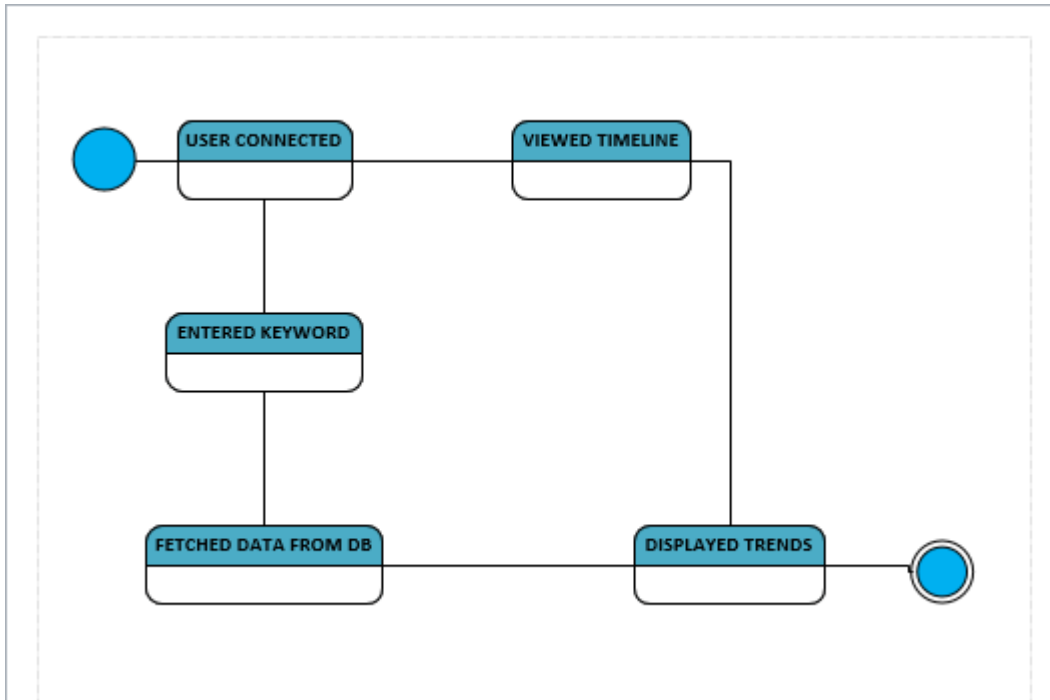 USER CONNECTED
VIEWED TIMELINE
ENTERED KEYWORD
FETCHED DATA FROM DB
DISPLAYED TRENDS